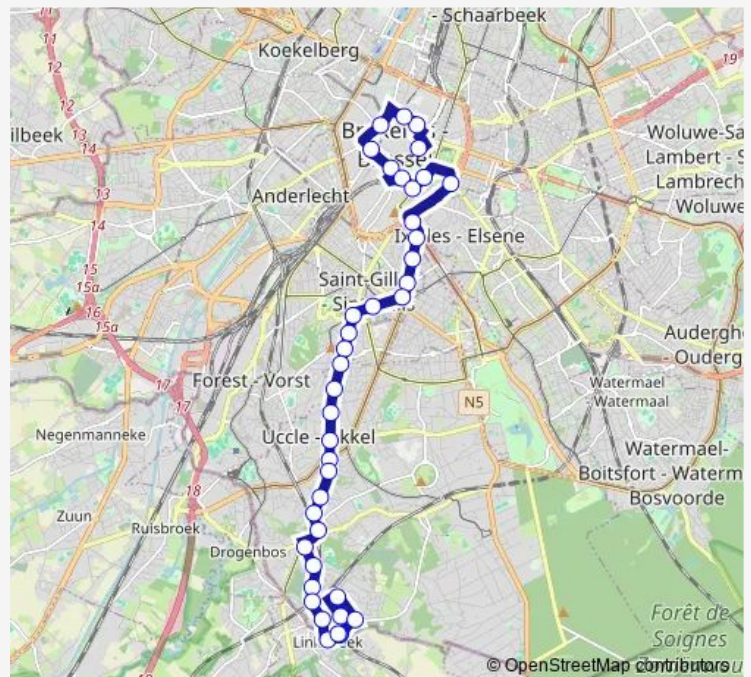 11
11
12
12
13
13
14
14
15
15a
16
15a
17
17
18
19
- Schaarbeek
Koekelberg
ilbeek
Woluwe-Sa
Lambert - S
Lambrech
Woluwe
Anderlecht
Ixelles - Elsene
Saint-Gill
Auderghe
- Ouderg
Forest - Vorst
Watermael
- Watermaal
N5
Negenmanneke
Uccle - Ukkel
Watermael-
Boitsfort - Waterm
Bosvoorde
Zuun
Ruisbroek
Drogenbos
Forêt de
Soignes
© OpenStreetMap contributors